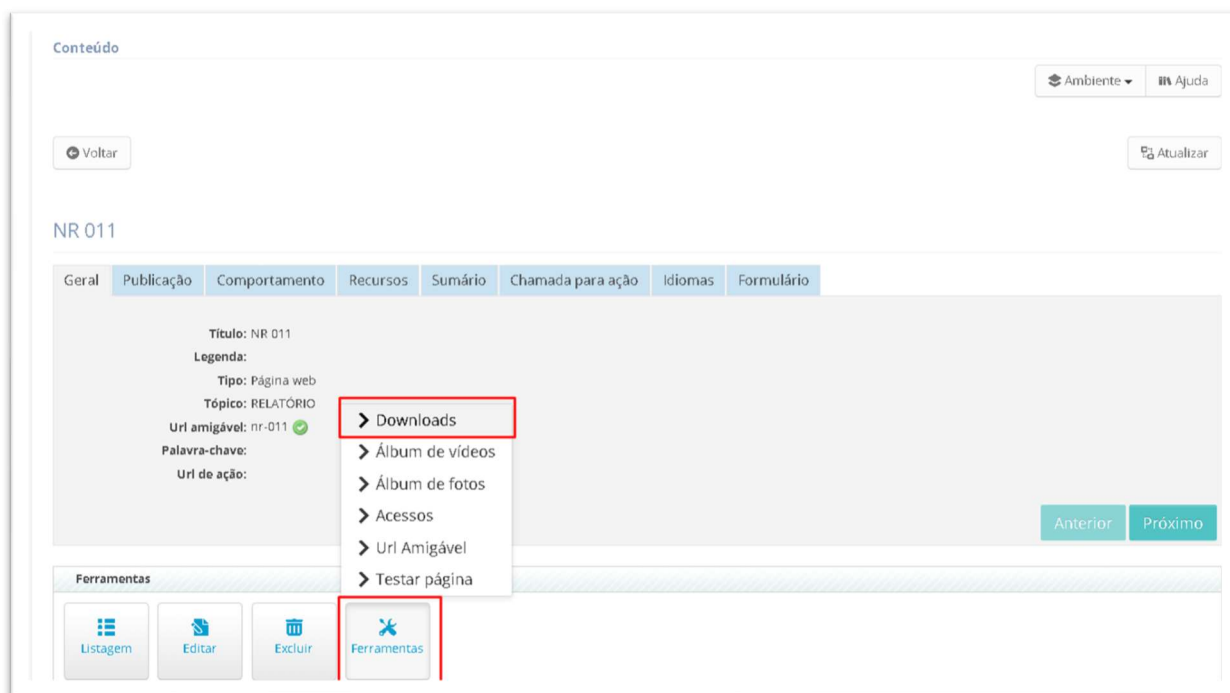 Conteúdo
Ambiente Ajuda
Voltar Atualizar
NR 011
Geral Publicação Comportamento Recursos Sumário Chamada para ação Idiomas Formulário
Título: NR 011
Legenda:
Tipo: Página web
Tópico: RELATÓRIO
Url amigável: nr-011
Palavra-chave:
Url de ação:
Downloads
Álbum de vídeos
Álbum de fotos
Acessos
Url Amigável
Testar página
Anterior Próximo
Ferramentas
Listagem Editar Excluir Ferramentas